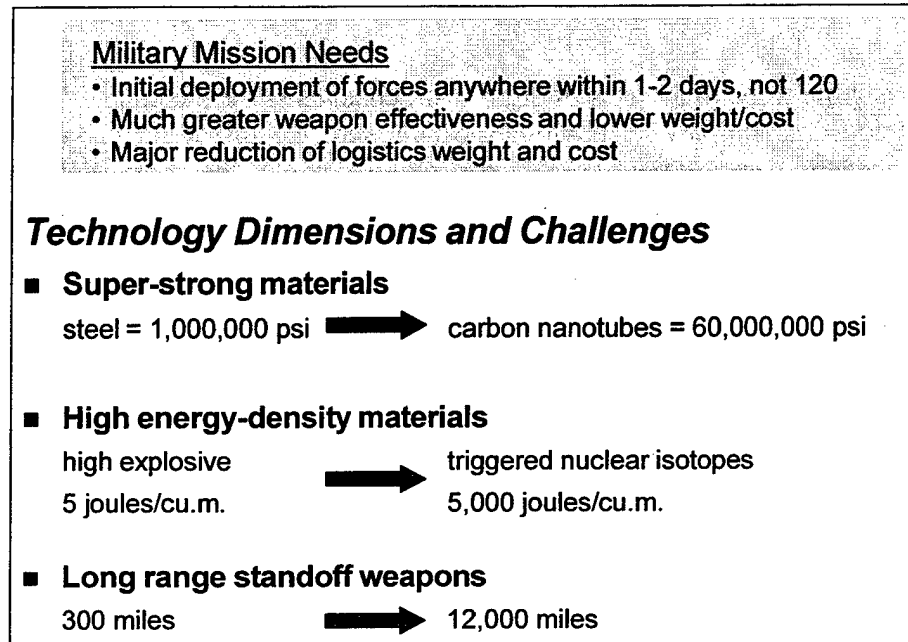 Military Mission Needs
• Initial deployment of forces anywhere within 1-2 days, not 120
• Much greater weapon effectiveness and lower weight/cost
• Major reduction of logistics weight and cost
Technology Dimensions and Challenges
■ Super-strong materials
steel = 1,000,000 psi → carbon nanotubes = 60,000,000 psi
■ High energy-density materials
high explosive → triggered nuclear isotopes
5 joules/cu.m. 5,000 joules/cu.m.
■ Long range standoff weapons
300 miles → 12,000 miles